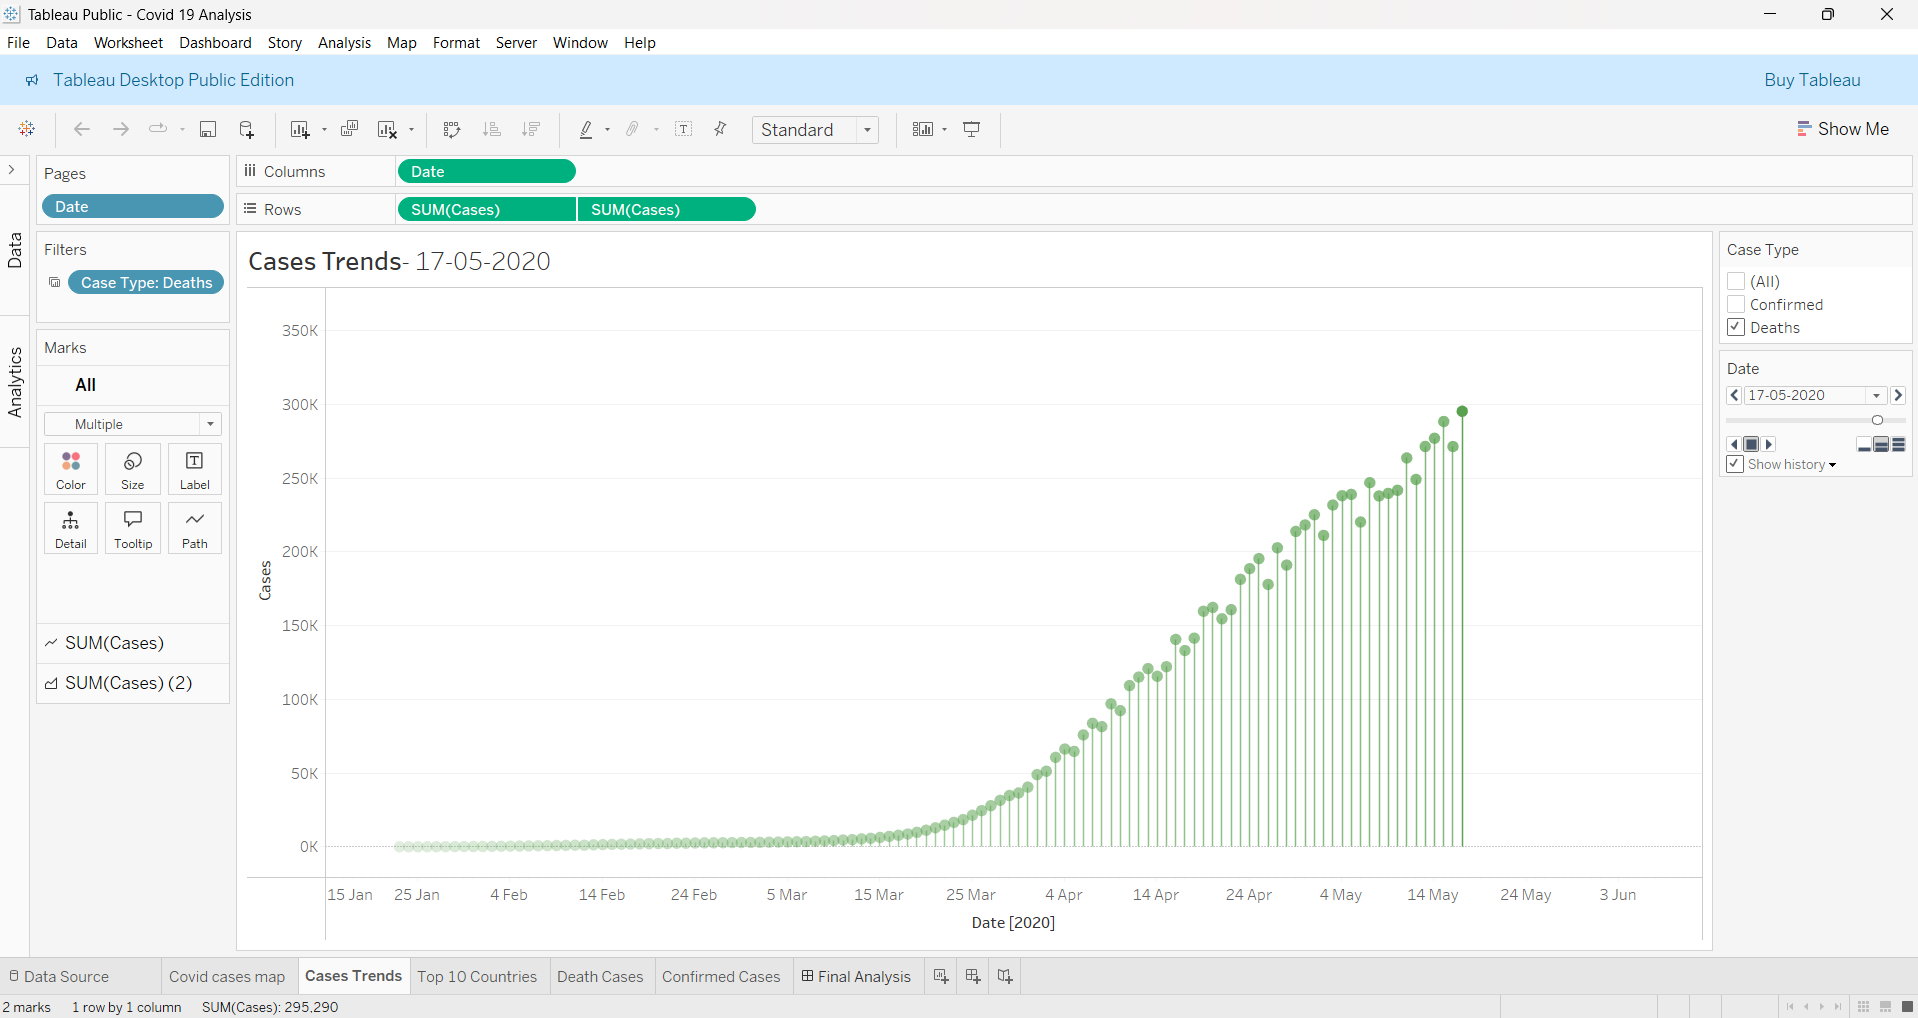 Tableau Public - Covid 19 Analysis
File Data Worksheet Dashboard Story Analysis Map Format Server Window Help
Tableau Desktop Public Edition
Buy Tableau
Standard
Show Me
Data
Analytics
Pages
Date
Filters
Case Type: Deaths
Marks
All
Multiple
Color Size Label
Detail Tooltip Path
SUM(Cases)
SUM(Cases) (2)
Columns
Date
Rows
SUM(Cases) SUM(Cases)
Cases Trends- 17-05-2020
350K
300K
250K
200K
150K
100K
50K
0K
Cases
15 Jan 25 Jan 4 Feb 14 Feb 24 Feb 5 Mar 15 Mar 25 Mar 4 Apr 14 Apr 24 Apr 4 May 14 May 24 May 3 Jun
Date [2020]
Case Type
(All)
Confirmed
Deaths
Date
17-05-2020
Show history
Data Source Covid cases map Cases Trends Top 10 Countries Death Cases Confirmed Cases Final Analysis
2 marks 1 row by 1 column SUM(Cases): 295,290